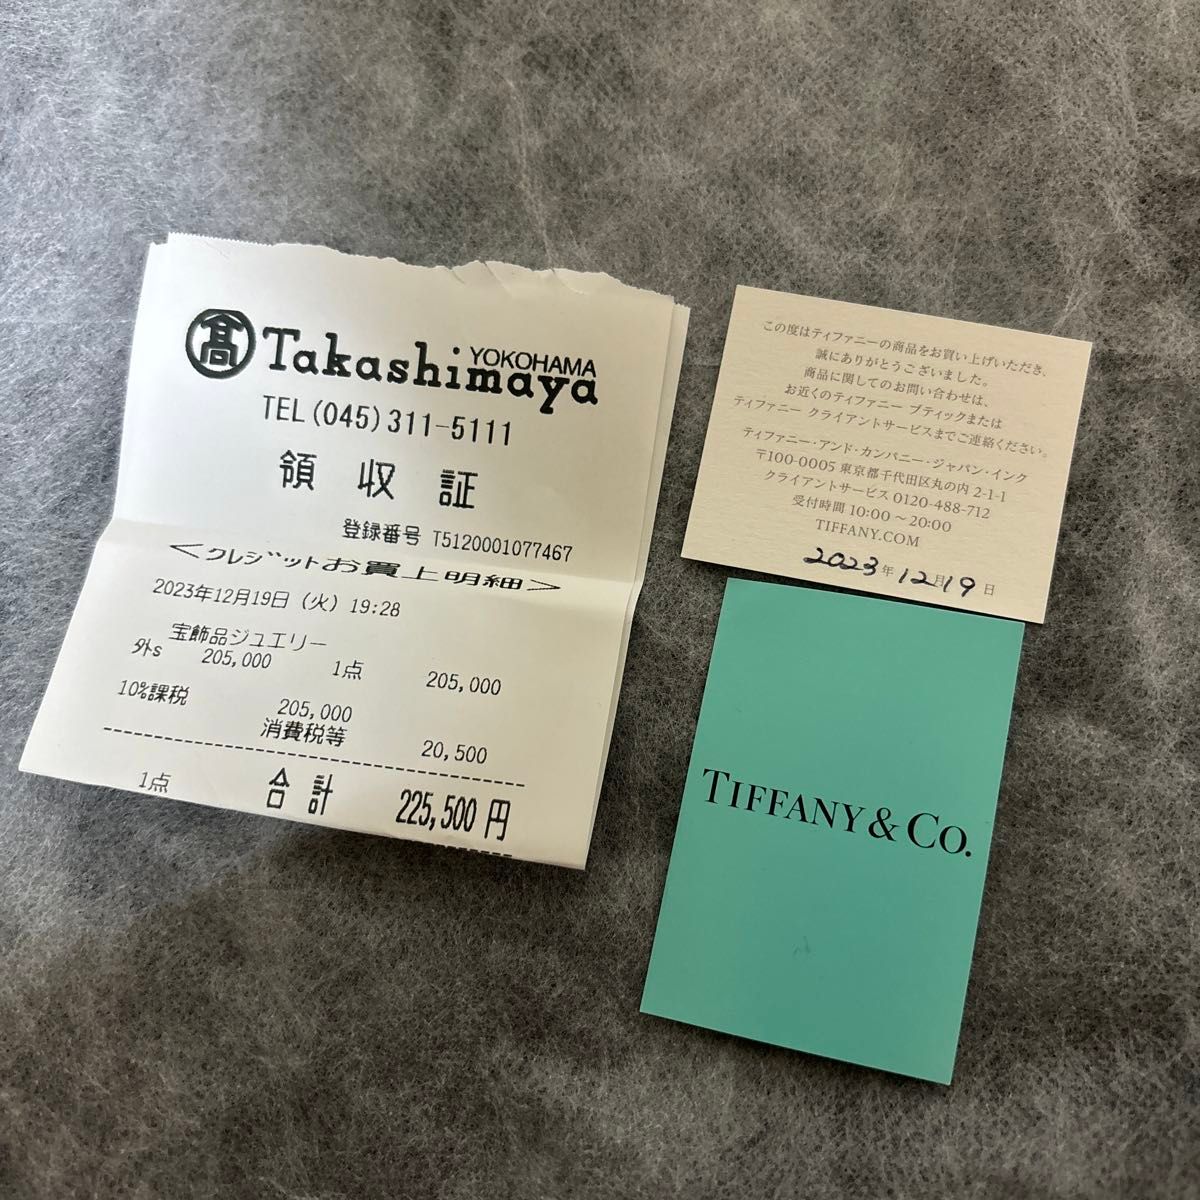 高 Takashimaya YOKOHAMA
TEL(045)311-5111
領収証
登録番号 T5120001077467
<クレジットお買上明細>
2023年12月19日(火)19:28
宝飾品ジュエリー
外s 205,000 1点 205,000
10%課税 205,000
消費税等 20,500
1点 合計 225,500円
この度はティファニーの商品をお買い上げいただき、
誠にありがとうございました。
商品に関してのお問い合わせは、
お近くのティファニー ブティックまたは
ティファニー クライアントサービスまでご連絡ください。
ティファニー・アンド・カンパニー・ジャパン・インク
〒100-0005 東京都千代田区丸の内 2-1-1
クライアントサービス 0120-488-712
受付時間 10:00～20:00
TIFFANY.COM
2023年12月19日
TIFFANY & CO.